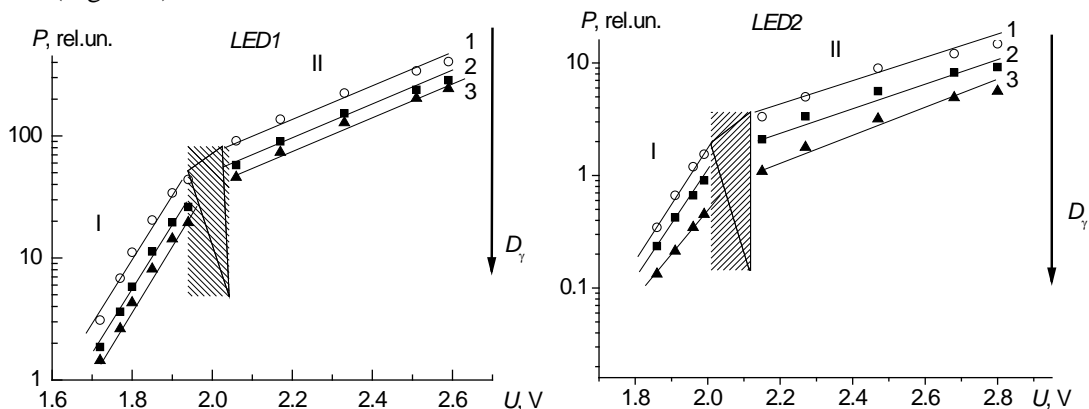 P, rel.un.
LED1
II
1
2
3
100
I
10
D_γ
1
1.6 1.8 2.0 2.2 2.4 2.6 U, V
P, rel.un.
LED2
II
1
2
3
10
I
1
D_γ
0.1
1.8 2.0 2.2 2.4 2.6 2.8 U, V